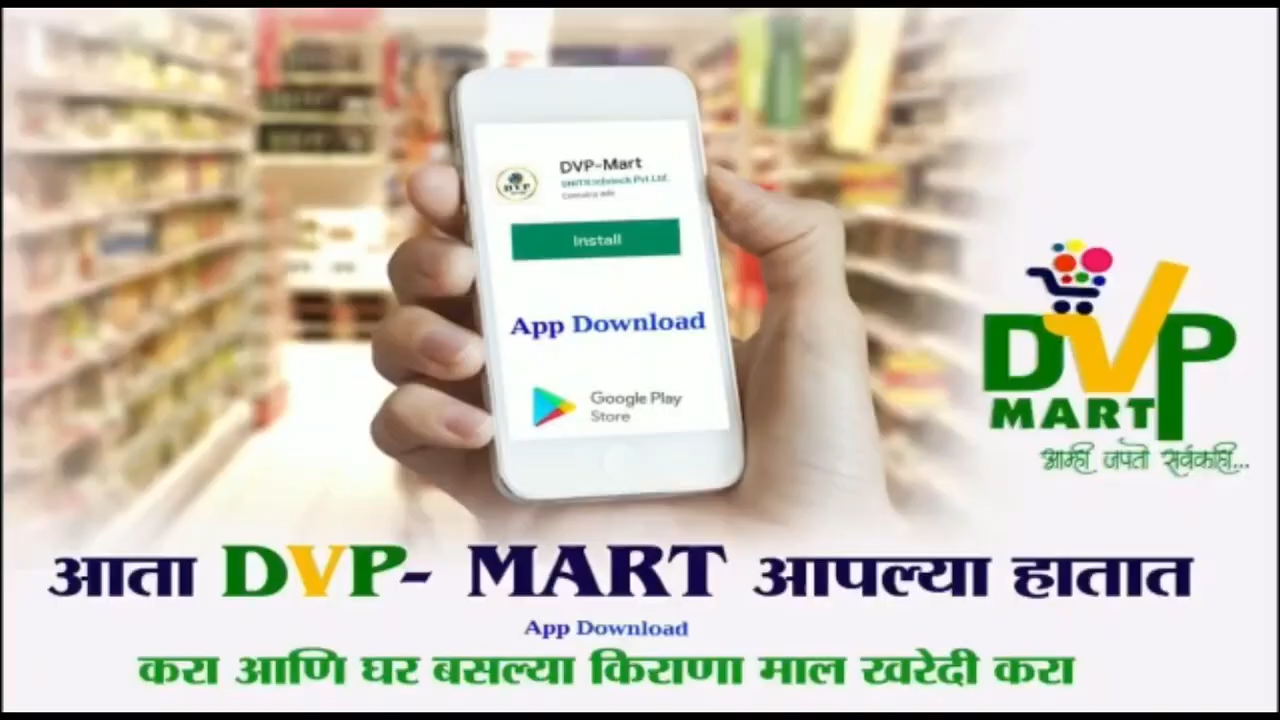 DVP-Mart
Install
App Download
Google Play
Store
DVP
MART
आम्ही जपतो सर्वकाही...
आता DVP- MART आपल्या हातात
App Download
करा आणि घर बसल्या किराणा माल खरेदी करा